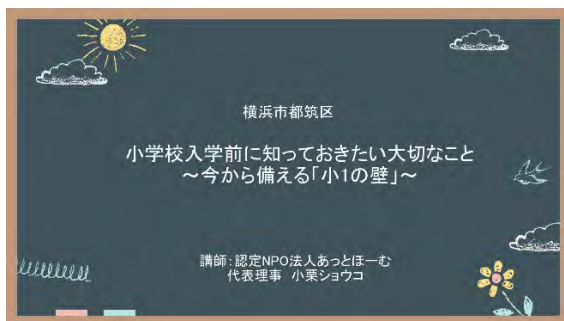 横浜市都筑区
小学校入学前に知っておきたい大切なこと
～今から備える「小1の壁」～
講師：認定NPO法人あっとほーむ
代表理事　小栗ショウコ